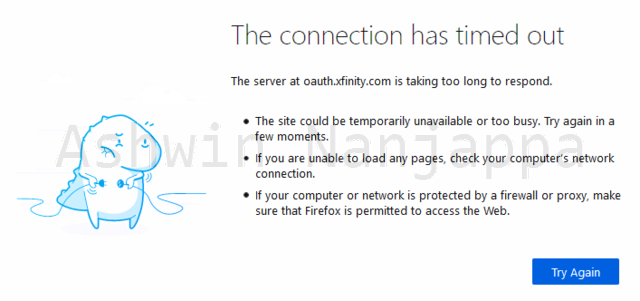 The connection has timed out
The server at oauth.xfinity.com is taking too long to respond.
The site could be temporarily unavailable or too busy. Try again in a
few moments.
If you are unable to load any pages, check your computer's network
connection.
If your computer or network is protected by a firewall or proxy, make
sure that Firefox is permitted to access the Web.
Ashwin Nanjappa
Try Again